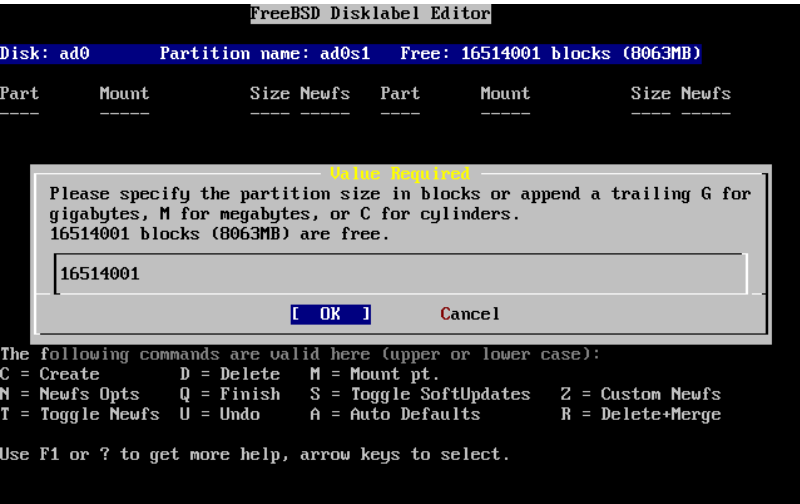 FreeBSD Disklabel Editor
Disk: ad0 Partition name: ad0s1 Free: 16514001 blocks (8063MB)
Part Mount Size Newfs Part Mount Size Newfs
---- ----- ---- ----- ---- ----- ---- -----
Value Required
Please specify the partition size in blocks or append a trailing G for
gigabytes, M for megabytes, or C for cylinders.
16514001 blocks (8063MB) are free.
16514001
[ OK ] Cancel
The following commands are valid here (upper or lower case):
C = Create D = Delete M = Mount pt.
N = Newfs Opts Q = Finish S = Toggle SoftUpdates Z = Custom Newfs
T = Toggle Newfs U = Undo A = Auto Defaults R = Delete+Merge
Use F1 or ? to get more help, arrow keys to select.